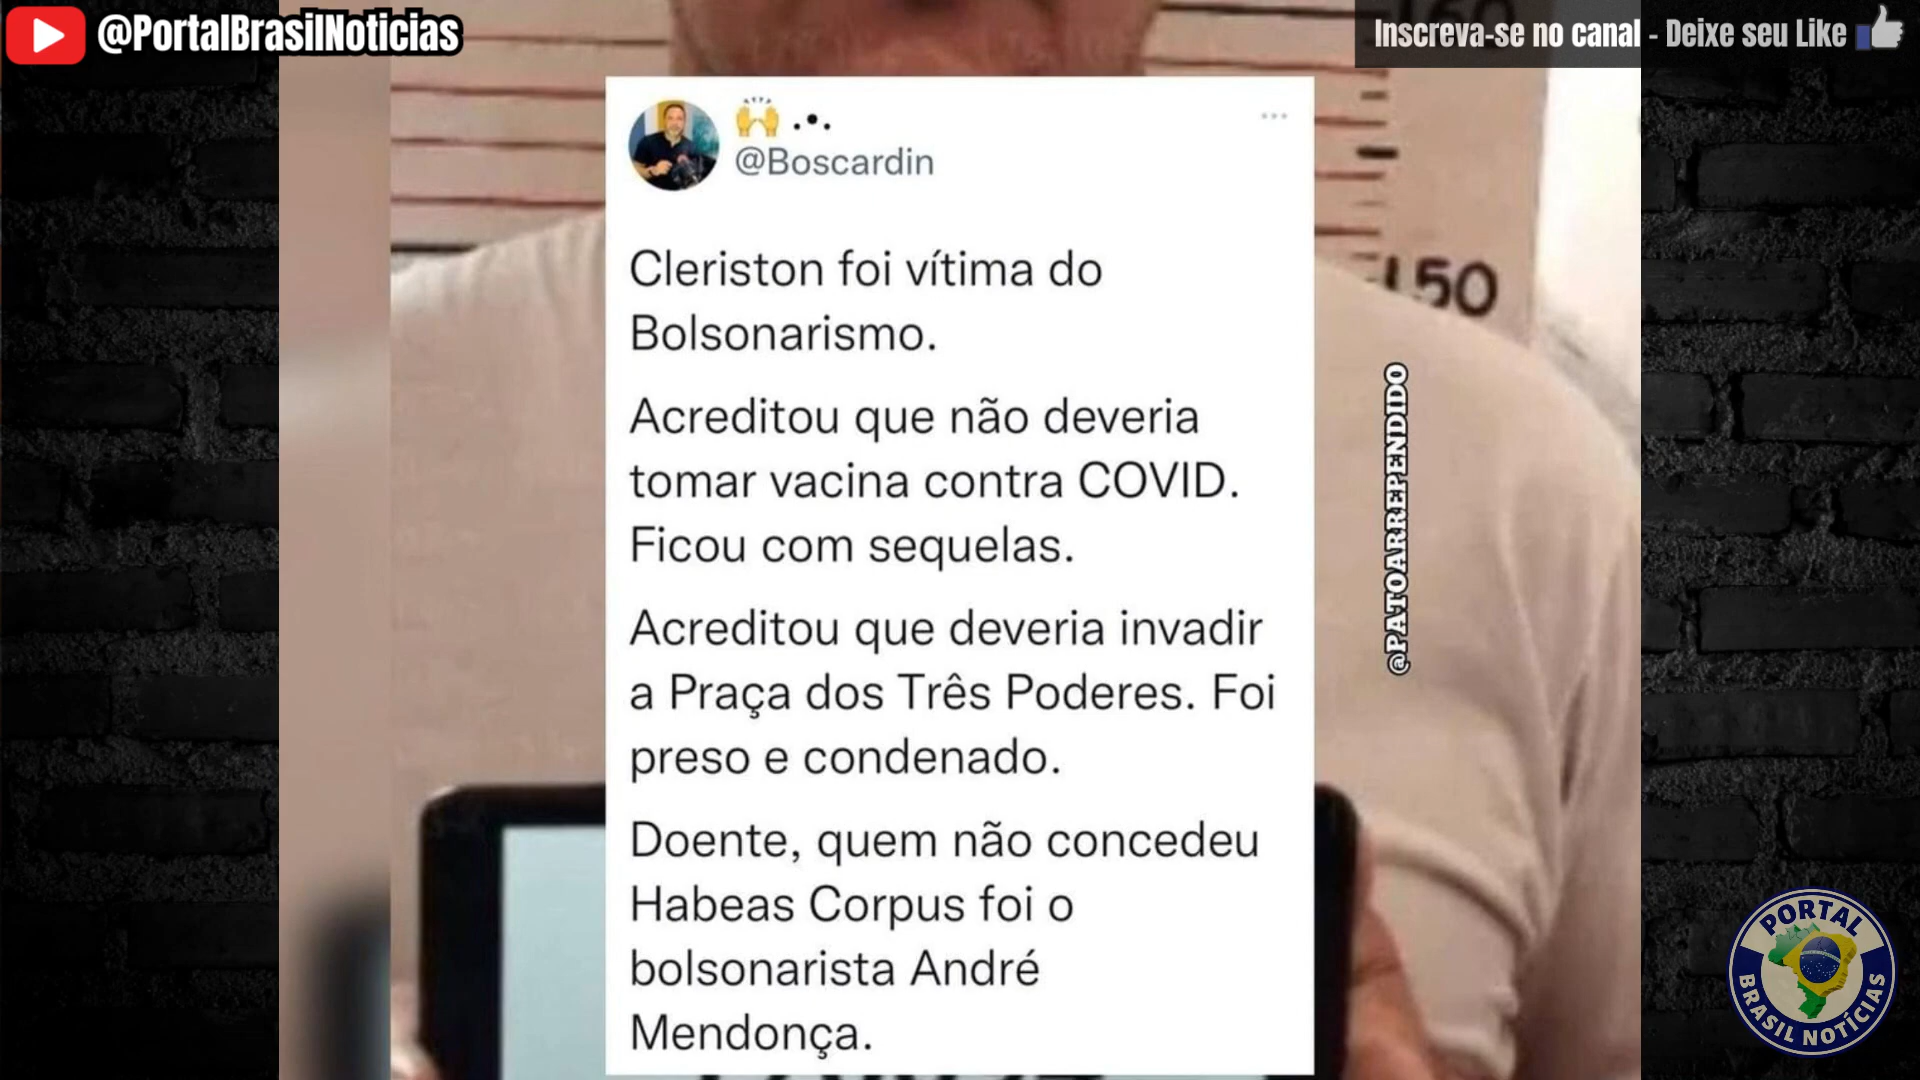 @PortalBrasilNoticias
Inscreva-se no canal - Deixe seu Like
@Boscardin
Cleriston foi vítima do
Bolsonarismo.
Acreditou que não deveria
tomar vacina contra COVID.
Ficou com sequelas.
Acreditou que deveria invadir
a Praça dos Três Poderes. Foi
preso e condenado.
Doente, quem não concedeu
Habeas Corpus foi o
bolsonarista André
Mendonça.
150
@PATOARREPENDIDO
PORTAL
BRASIL NOTÍCIAS